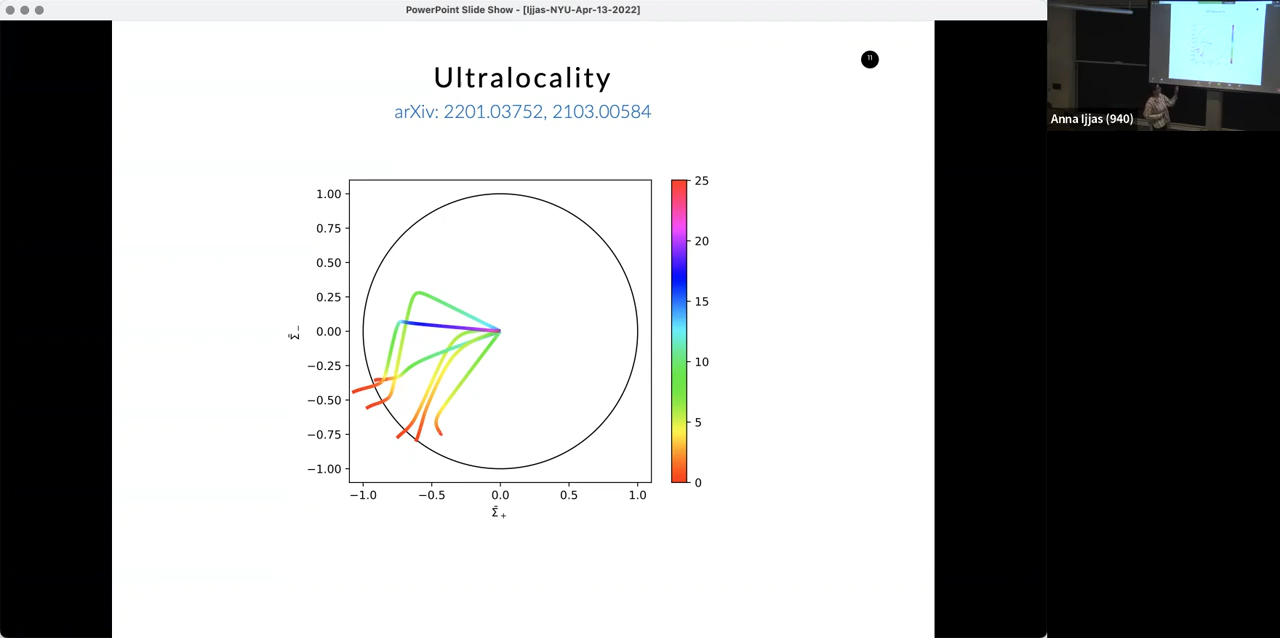 PowerPoint Slide Show - [Ijjas-NYU-Apr-13-2022]
11
Ultralocality
arXiv: 2201.03752, 2103.00584
Anna Ijjas (940)
1.00
0.75
0.50
0.25
0.00
−0.25
−0.50
−0.75
−1.00
Σ̄₋
−1.0 −0.5 0.0 0.5 1.0
Σ̄₊
25
20
15
10
5
0